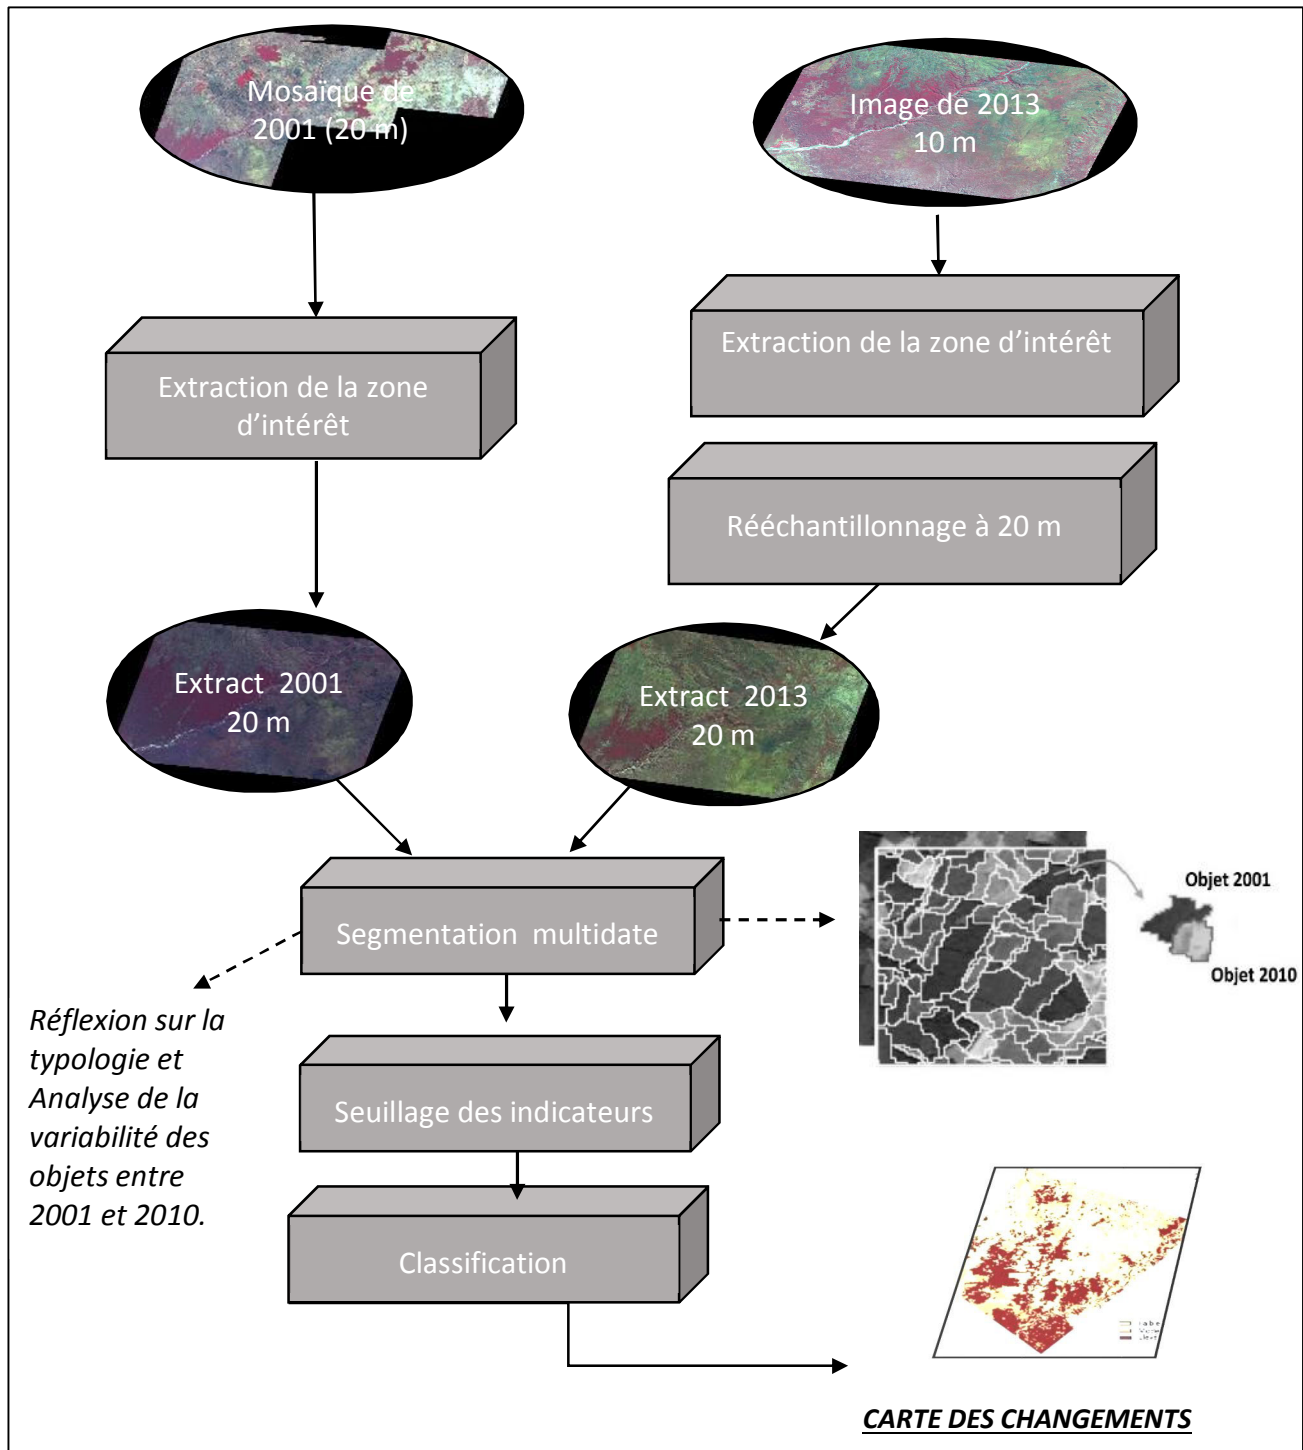 Mosaïque de
2001 (20 m)
Image de 2013
10 m
Extraction de la zone
d’intérêt
Extraction de la zone d’intérêt
Rééchantillonnage à 20 m
Extract 2001
20 m
Extract 2013
20 m
Segmentation multidate
Objet 2001
Objet 2010
Réflexion sur la
typologie et
Analyse de la
variabilité des
objets entre
2001 et 2010.
Seuillage des indicateurs
Classification
CARTE DES CHANGEMENTS